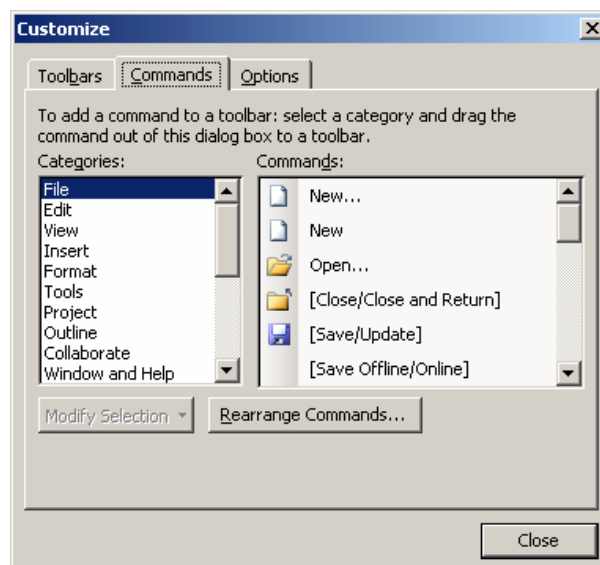 Customize
Toolbars Commands Options
To add a command to a toolbar: select a category and drag the
command out of this dialog box to a toolbar.
Categories: Commands:
File
Edit
View
Insert
Format
Tools
Project
Outline
Collaborate
Window and Help
New...
New
Open...
[Close/Close and Return]
[Save/Update]
[Save Offline/Online]
Modify Selection Rearrange Commands...
Close